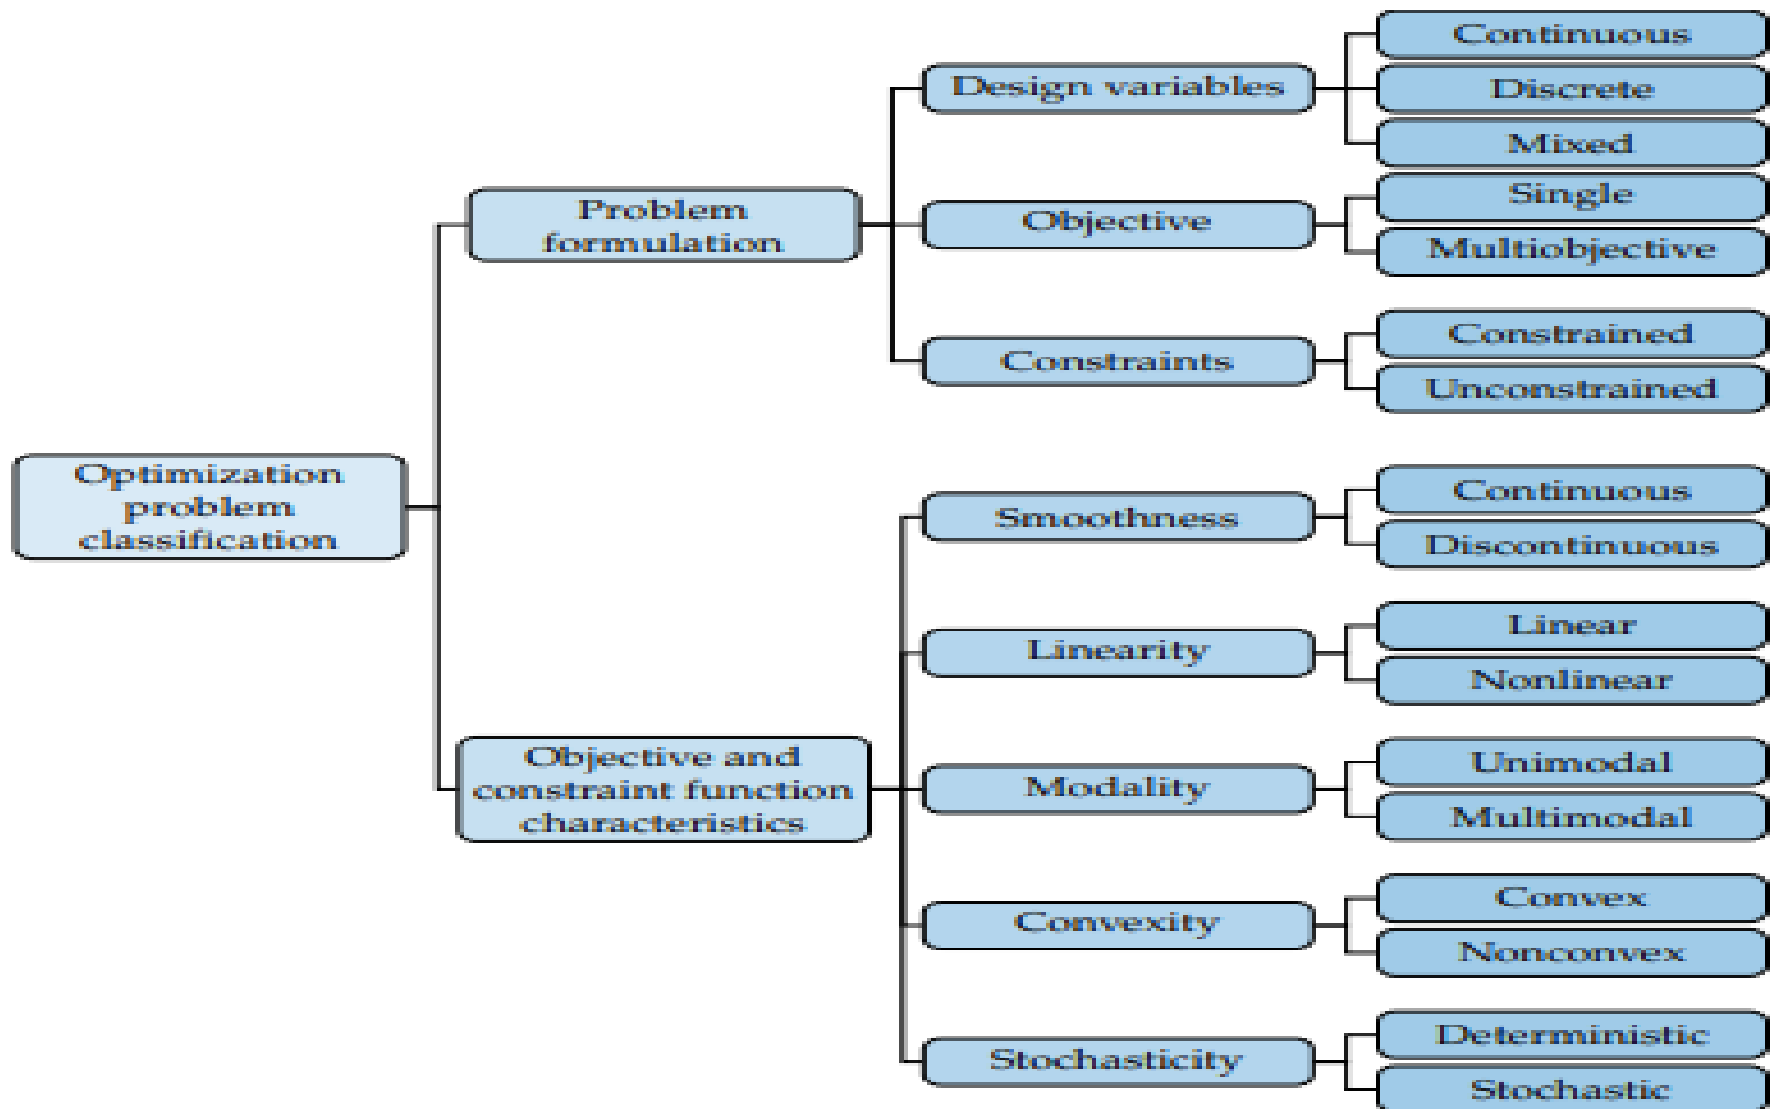 Optimization
problem
classification
Problem
formulation
Design variables
Continuous
Discrete
Mixed
Objective
Single
Multiobjective
Constraints
Constrained
Unconstrained
Objective and
constraint function
characteristics
Smoothness
Continuous
Discontinuous
Linearity
Linear
Nonlinear
Modality
Unimodal
Multimodal
Convexity
Convex
Nonconvex
Stochasticity
Deterministic
Stochastic